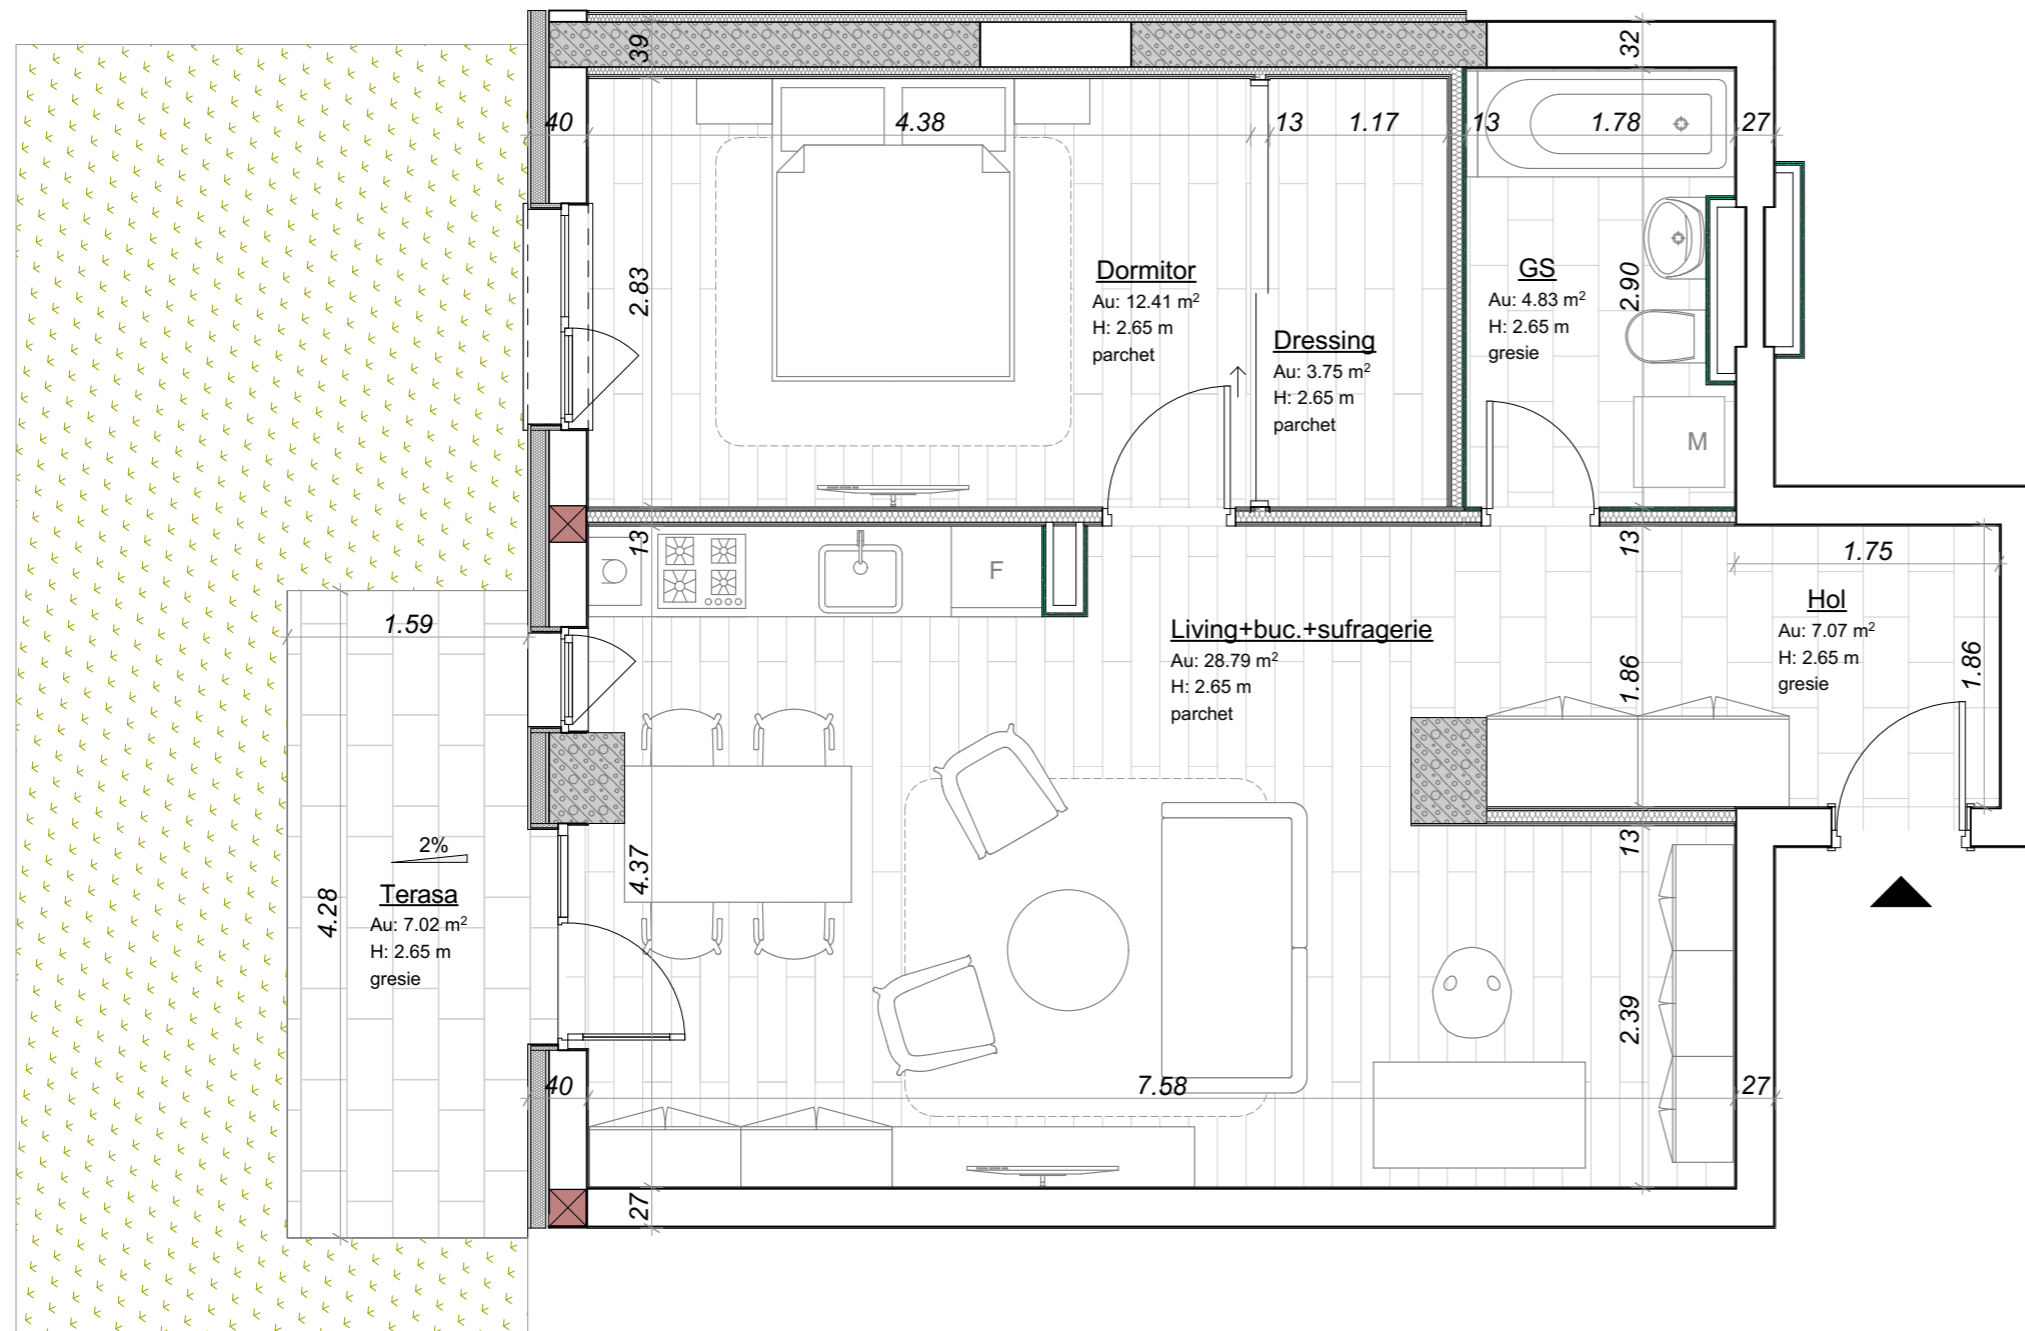 39
32
40
4.38
13
1.17
13
1.78
27
2.83
Dormitor
Au: 12.41 m²
H: 2.65 m
parchet
Dressing
Au: 3.75 m²
H: 2.65 m
parchet
GS
Au: 4.83 m²
H: 2.65 m
gresie
2.90
M
13
F
13
1.75
1.59
Living+buc.+sufragerie
Au: 28.79 m²
H: 2.65 m
parchet
1.86
Hol
Au: 7.07 m²
H: 2.65 m
gresie
1.86
2%
Terasa
Au: 7.02 m²
H: 2.65 m
gresie
4.28
4.37
13
2.39
40
7.58
27
27